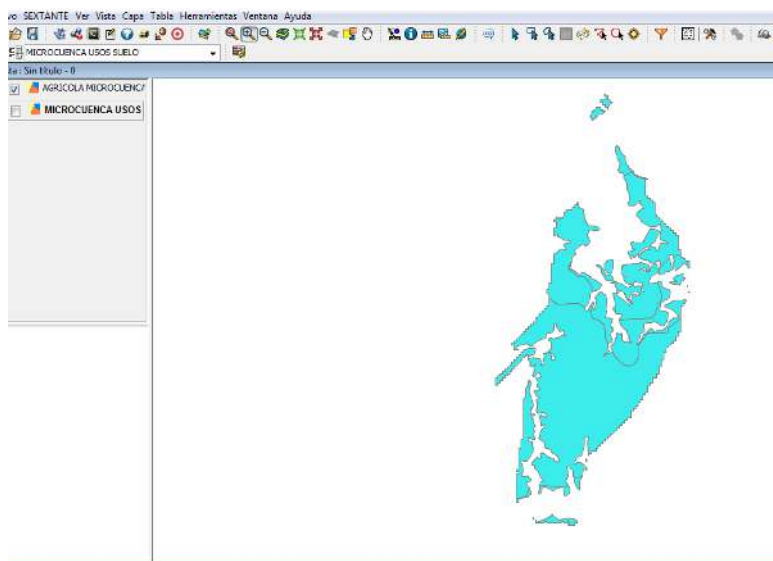 vo SEXTANTE Ver Vista Capa Tabla Herramientas Ventana Ayuda
MICROCUENCA USOS SUELO
ta : Sin título - 0
AGRICOLA MICROCUENCA
MICROCUENCA USOS